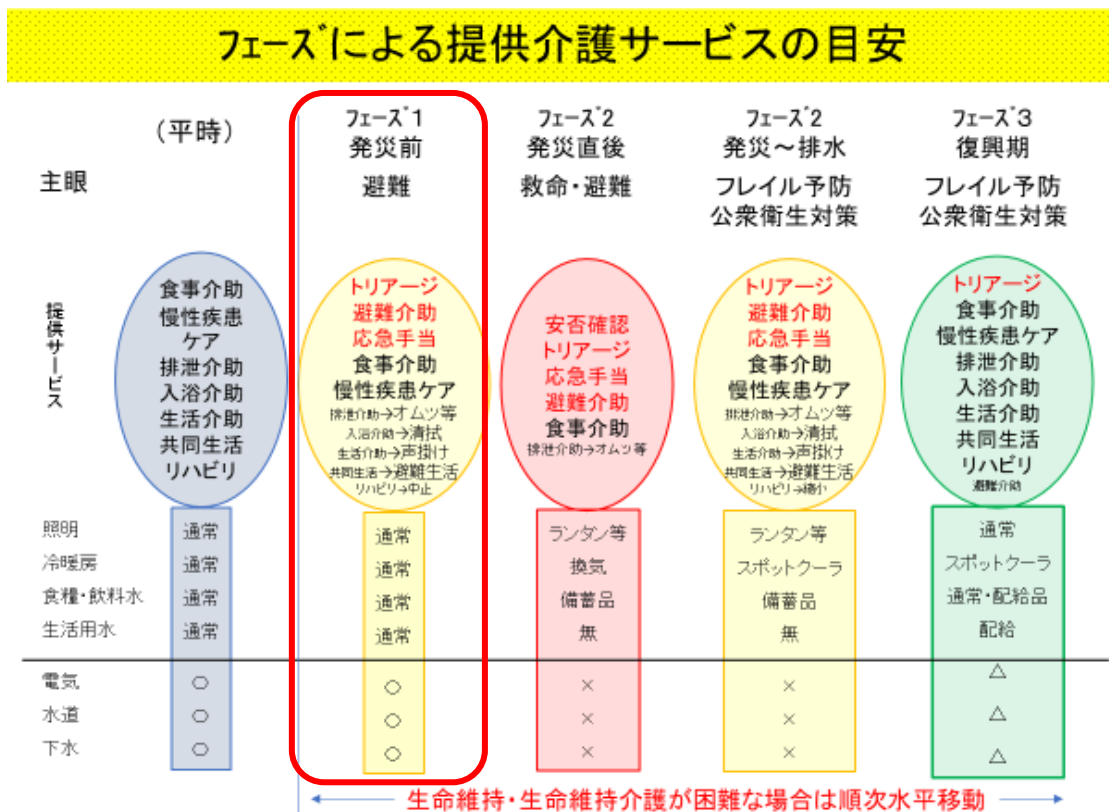 フェーズによる提供介護サービスの目安
主眼
(平時)
フェーズ1
発災前
避難
フェーズ2
発災直後
救命・避難
フェーズ2
発災～排水
フレイル予防
公衆衛生対策
フェーズ3
復興期
フレイル予防
公衆衛生対策
提供サービス
食事介助
慢性疾患
ケア
排泄介助
入浴介助
生活介助
共同生活
リハビリ
トリアージ
避難介助
応急手当
食事介助
慢性疾患ケア
排泄介助→オムツ等
入浴介助→清拭
生活介助→声掛け
共同生活→避難生活
リハビリ→中止
安否確認
トリアージ
応急手当
避難介助
食事介助
排泄介助→オムツ等
トリアージ
避難介助
応急手当
食事介助
慢性疾患ケア
排泄介助→オムツ等
入浴介助→清拭
生活介助→声掛け
共同生活→避難生活
リハビリ→縮小
トリアージ
食事介助
慢性疾患ケア
排泄介助
入浴介助
生活介助
共同生活
リハビリ
避難介助
照明 通常 通常 ランタン等 ランタン等 通常
冷暖房 通常 通常 換気 スポットクーラ スポットクーラ
食糧・飲料水 通常 通常 備蓄品 備蓄品 通常・配給品
生活用水 通常 通常 無 無 配給
電気 ○ ○ × × △
水道 ○ ○ × × △
下水 ○ ○ × × △
生命維持・生命維持介護が困難な場合は順次水平移動